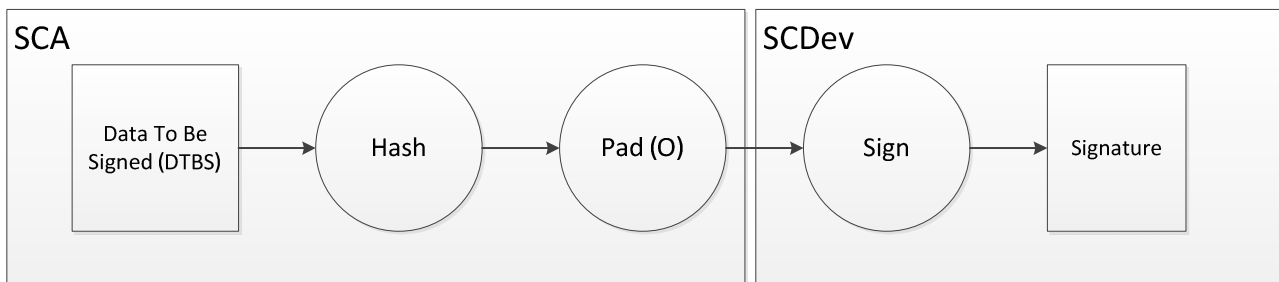 SCA
SCDev
Data To Be
Signed (DTBS)
Hash
Pad (O)
Sign
Signature